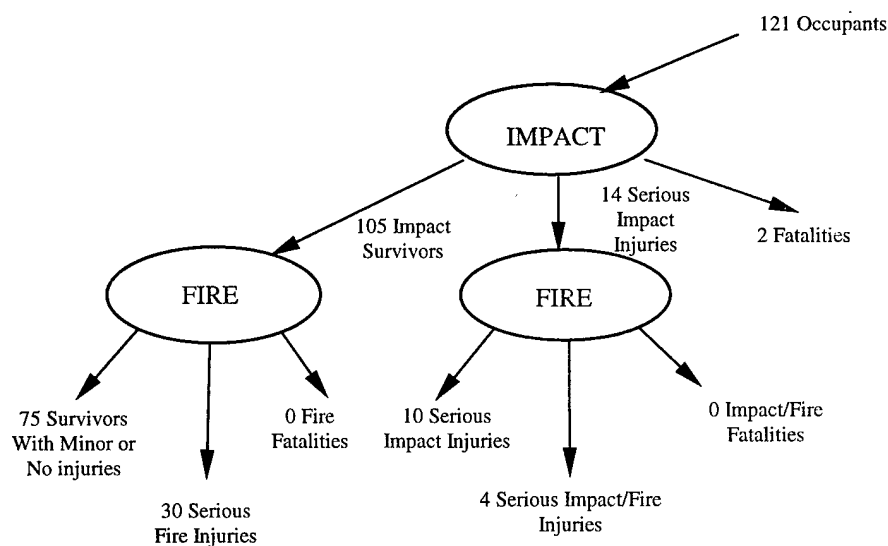 121 Occupants
IMPACT
105 Impact
Survivors
14 Serious
Impact
Injuries
2 Fatalities
FIRE
FIRE
75 Survivors
With Minor or
No injuries
0 Fire
Fatalities
10 Serious
Impact Injuries
0 Impact/Fire
Fatalities
30 Serious
Fire Injuries
4 Serious Impact/Fire
Injuries